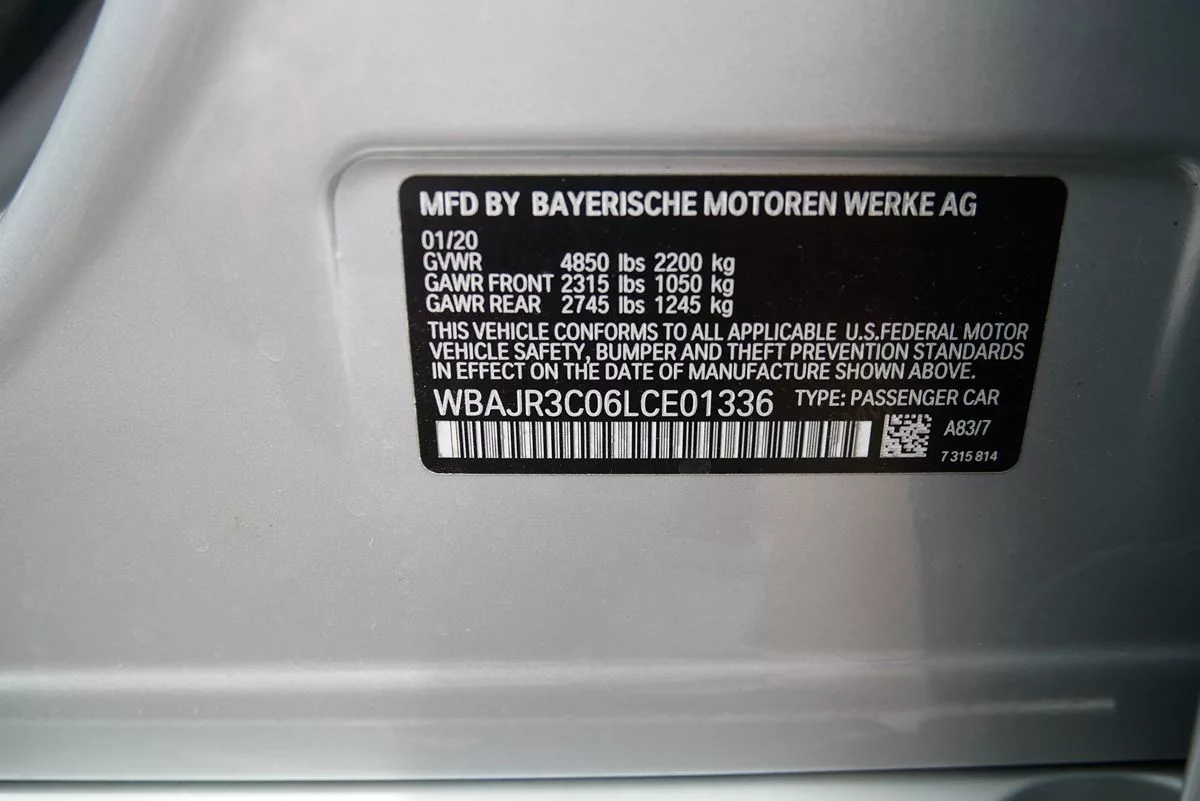 MFD BY BAYERISCHE MOTOREN WERKE AG
01/20
GVWR 4850 lbs 2200 kg
GAWR FRONT 2315 lbs 1050 kg
GAWR REAR 2745 lbs 1245 kg
THIS VEHICLE CONFORMS TO ALL APPLICABLE U.S.FEDERAL MOTOR
VEHICLE SAFETY, BUMPER AND THEFT PREVENTION STANDARDS
IN EFFECT ON THE DATE OF MANUFACTURE SHOWN ABOVE.
WBAJR3C06LCE01336 TYPE: PASSENGER CAR
A83/7
7 315 814